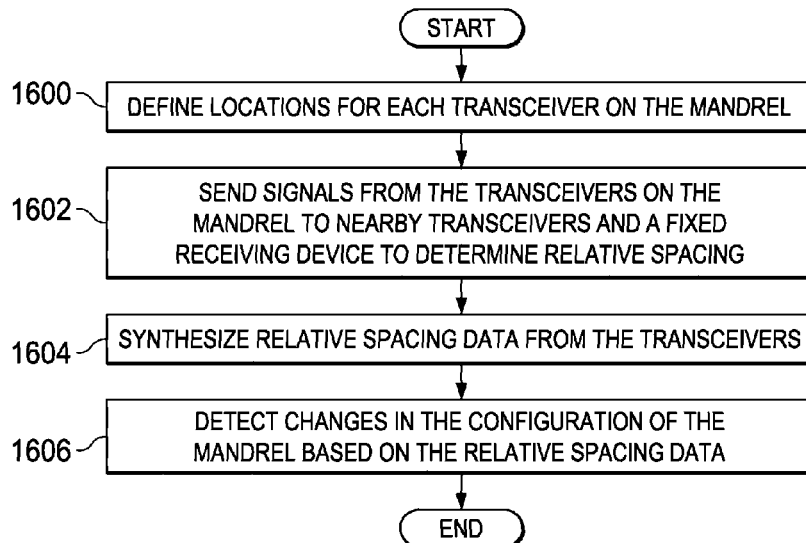 START
1600
DEFINE LOCATIONS FOR EACH TRANSCEIVER ON THE MANDREL
1602
SEND SIGNALS FROM THE TRANSCEIVERS ON THE
MANDREL TO NEARBY TRANSCEIVERS AND A FIXED
RECEIVING DEVICE TO DETERMINE RELATIVE SPACING
1604
SYNTHESIZE RELATIVE SPACING DATA FROM THE TRANSCEIVERS
1606
DETECT CHANGES IN THE CONFIGURATION OF THE
MANDREL BASED ON THE RELATIVE SPACING DATA
END